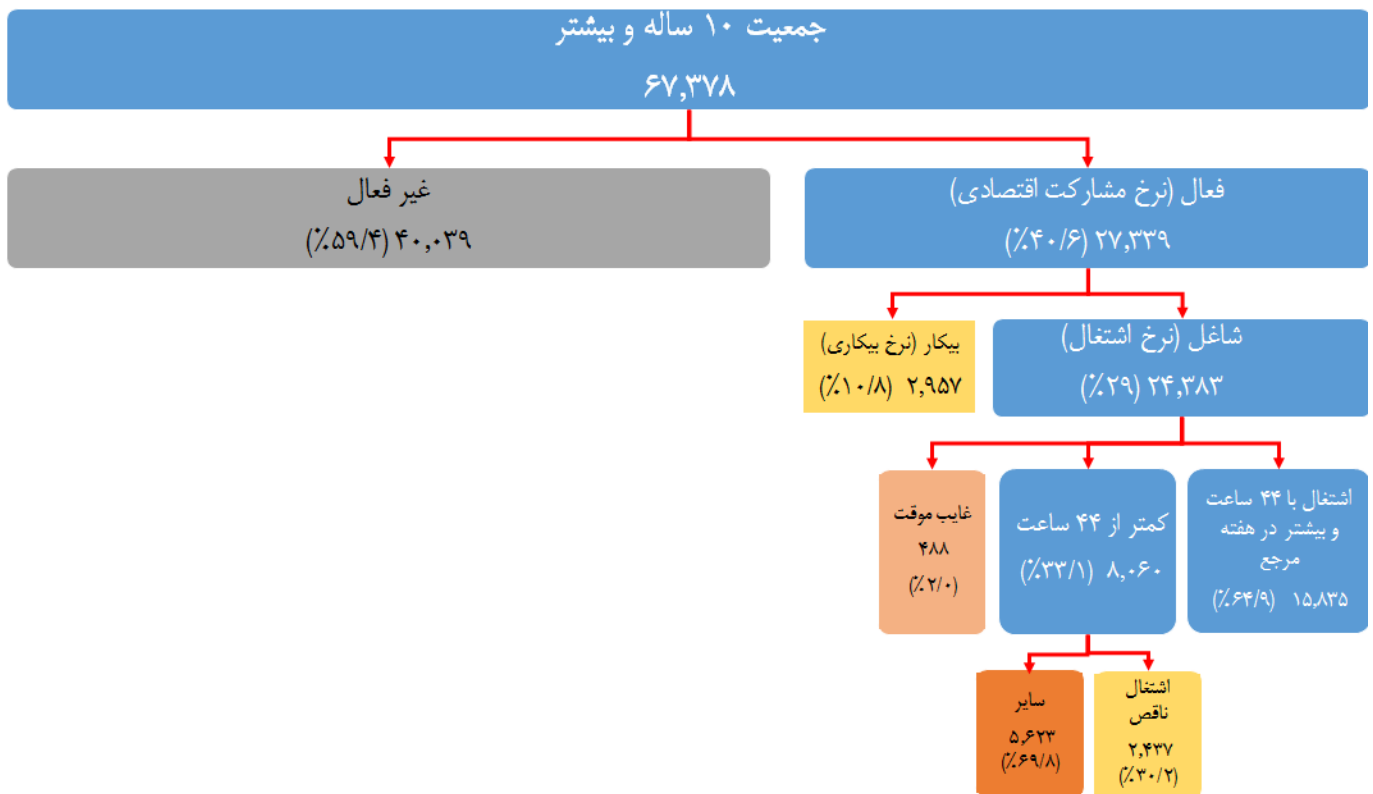 جمعیت ۱۰ ساله و بیشتر
۶۷,۳۷۸
فعال (نرخ مشارکت اقتصادی)
۲۷,۳۳۹ (۴۰/۶٪)
غیر فعال
۴۰,۰۳۹ (۵۹/۴٪)
شاغل (نرخ اشتغال)
۲۴,۳۸۳ (۲۹٪)
بیکار (نرخ بیکاری)
۲,۹۵۷ (۱۰/۸٪)
اشتغال با ۴۴ ساعت
و بیشتر در هفته
مرجع
۱۵,۸۳۵ (۶۴/۹٪)
کمتر از ۴۴ ساعت
۸,۰۶۰ (۳۳/۱٪)
غایب موقت
۴۸۸
(۲/۰٪)
اشتغال
ناقص
۲,۴۳۷
(۳۰/۲٪)
سایر
۵,۶۲۳
(۶۹/۸٪)